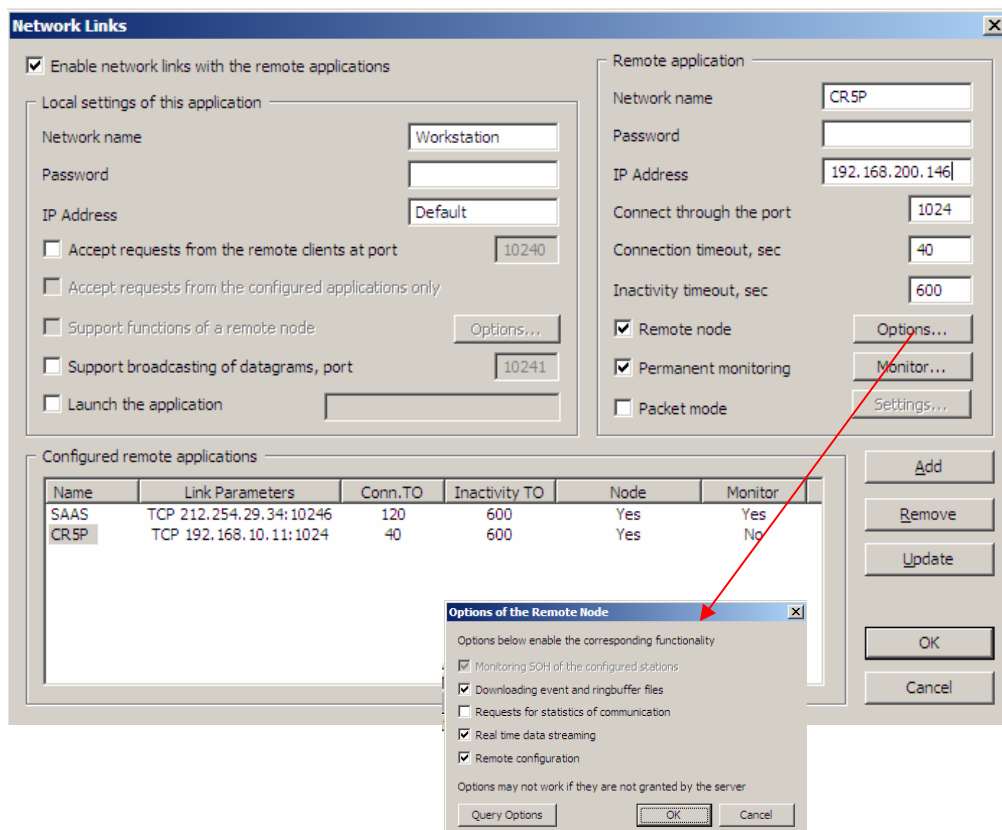 Network Links
Enable network links with the remote applications
Local settings of this application
Network name Workstation
Password
IP Address Default
Accept requests from the remote clients at port 10240
Accept requests from the configured applications only
Support functions of a remote node Options...
Support broadcasting of datagrams, port 10241
Launch the application
Remote application
Network name CR5P
Password
IP Address 192.168.200.146
Connect through the port 1024
Connection timeout, sec 40
Inactivity timeout, sec 600
Remote node Options...
Permanent monitoring Monitor...
Packet mode Settings...
Configured remote applications
Name Link Parameters Conn.TO Inactivity TO Node Monitor
SAAS TCP 212.254.29.34:10246 120 600 Yes Yes
CR5P TCP 192.168.10.11:1024 40 600 Yes No
Add
Remove
Update
OK
Cancel
Options of the Remote Node
Options below enable the corresponding functionality
Monitoring SOH of the configured stations
Downloading event and ringbuffer files
Requests for statistics of communication
Real time data streaming
Remote configuration
Options may not work if they are not granted by the server
Query Options OK Cancel